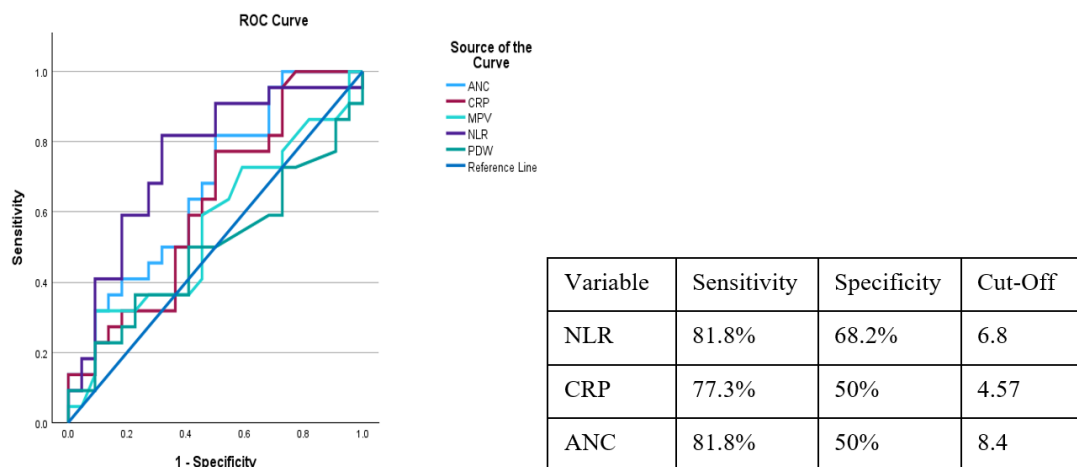 ROC Curve
Source of the
Curve
ANC
CRP
MPV
NLR
PDW
Reference Line
Sensitivity
1.0
0.8
0.6
0.4
0.2
0.0
0.0 0.2 0.4 0.6 0.8 1.0
1 - Specificity
Variable Sensitivity Specificity Cut-Off
NLR 81.8% 68.2% 6.8
CRP 77.3% 50% 4.57
ANC 81.8% 50% 8.4